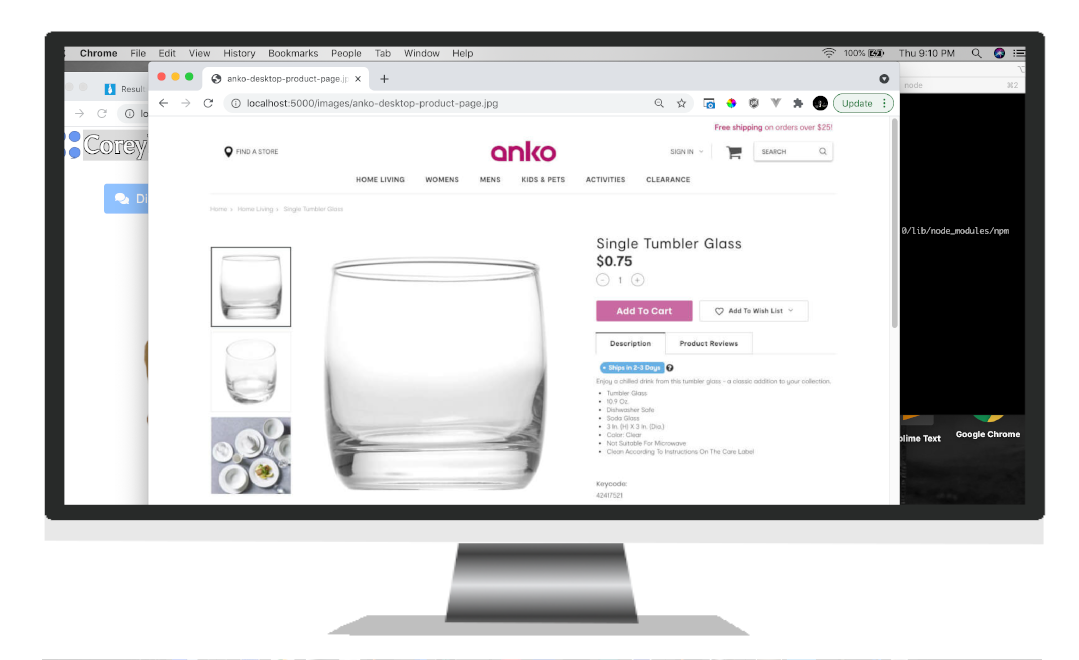 Chrome File Edit View History Bookmarks People Tab Window Help 100% Thu 9:10 PM
anko-desktop-product-page.jp
Result
node ⌘2
localhost:5000/images/anko-desktop-product-page.jpg
Update
lo
Corey'
Di
Free shipping on orders over $25!
FIND A STORE
anko
SIGN IN
SEARCH
HOME LIVING WOMENS MENS KIDS & PETS ACTIVITIES CLEARANCE
Home › Home Living › Single Tumbler Glass
0/lib/node_modules/npm
Single Tumbler Glass
$0.75
- 1 +
Add To Cart Add To Wish List
Description Product Reviews
• Ships in 2-3 Days ?
Enjoy a chilled drink from this tumbler glass - a classic addition to your collection.
• Tumbler Glass
• 10.9 Oz.
• Dishwasher Safe
• Soda Glass
• 3 In. (H) X 3 In. (Dia.)
• Color: Clear
• Not Suitable For Microwave
• Clean According To Instructions On The Care Label
Keycode:
42417521
blime Text
Google Chrome